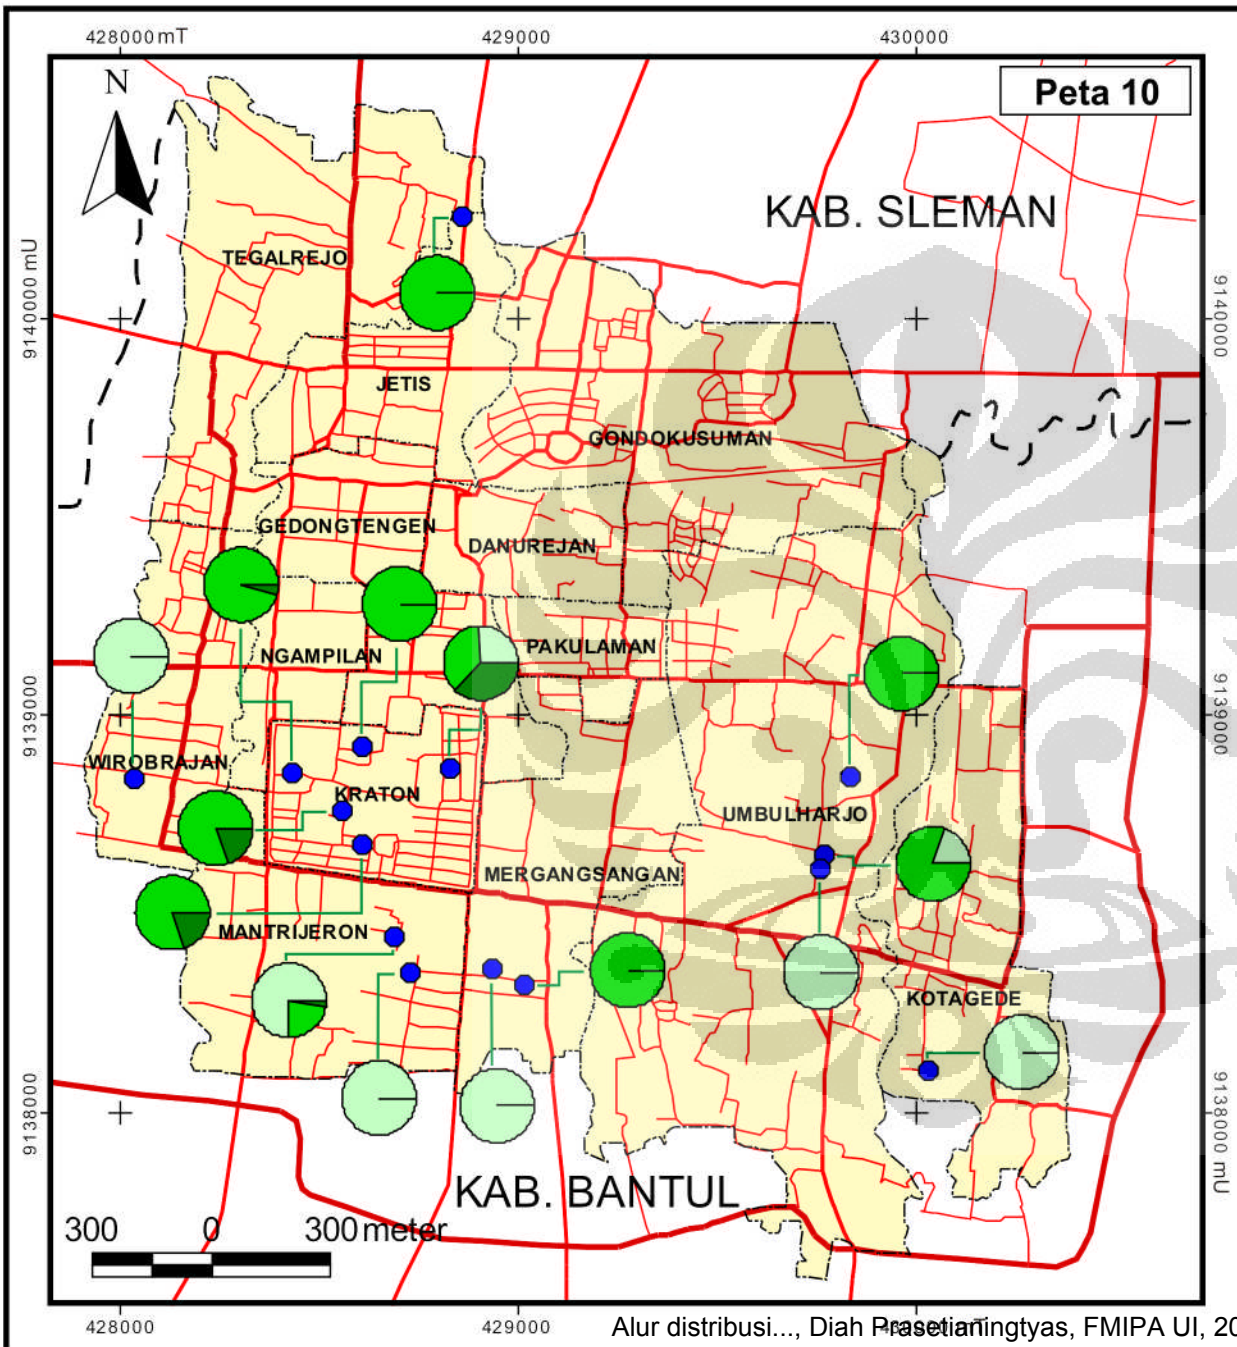 428000mT
429000
430000
N
Peta 10
KAB. SLEMAN
TEGALREJO
9140000 mU
9140000
JETIS
GONDOKUSUMAN
GEDONGTENGEN
DANUREJAN
NGAMPILAN
PAKULAMAN
9139000
9139000
WIROBRAJAN
KRATON
UMBULHARJO
MERGANGSANGAN
MANTRIJERON
KOTAGEDE
9138000
9138000 mU
KAB. BANTUL
300 0 300 meter
428000
429000
Alur distribusi..., Diah Prasetianingtyas, FMIPA UI, 20